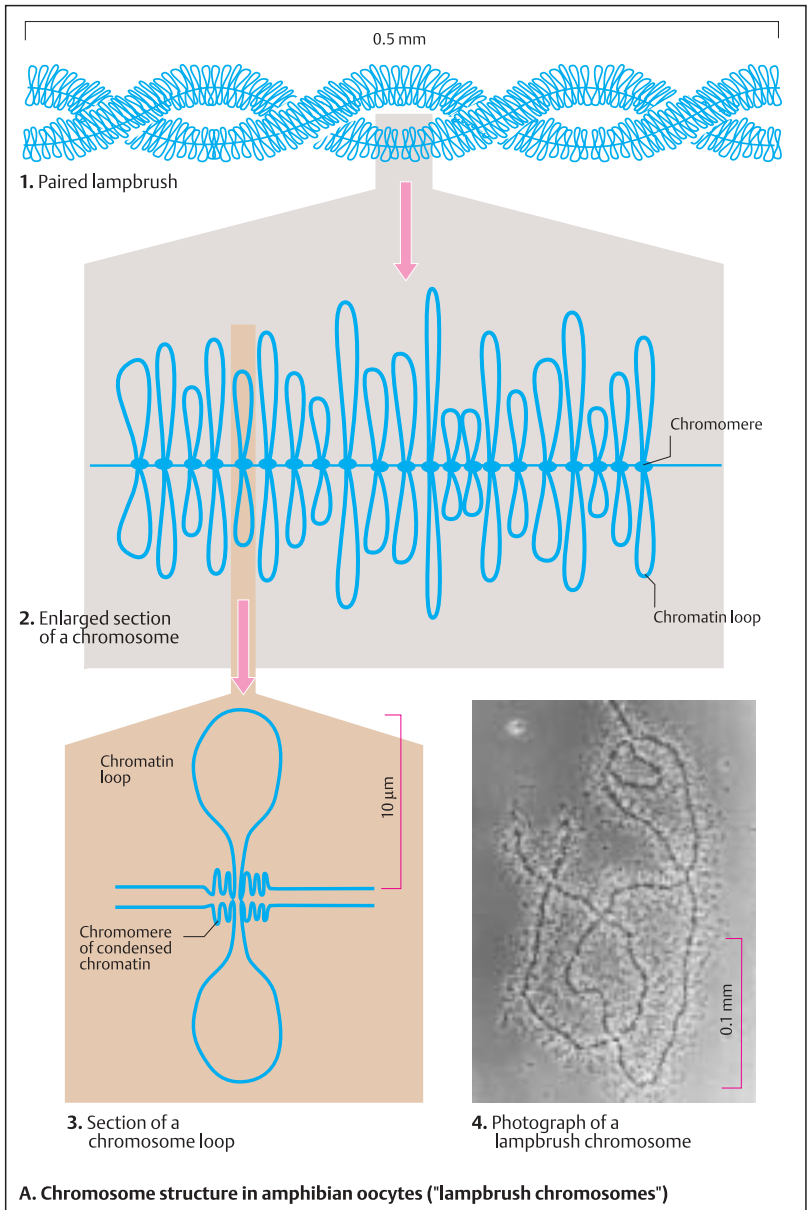 0.5 mm
1. Paired lampbrush
Chromomere
Chromatin loop
2. Enlarged section
of a chromosome
Chromatin
loop
10 µm
Chromomere
of condensed
chromatin
0.1 mm
3. Section of a
chromosome loop
4. Photograph of a
lampbrush chromosome
A. Chromosome structure in amphibian oocytes ("lampbrush chromosomes")